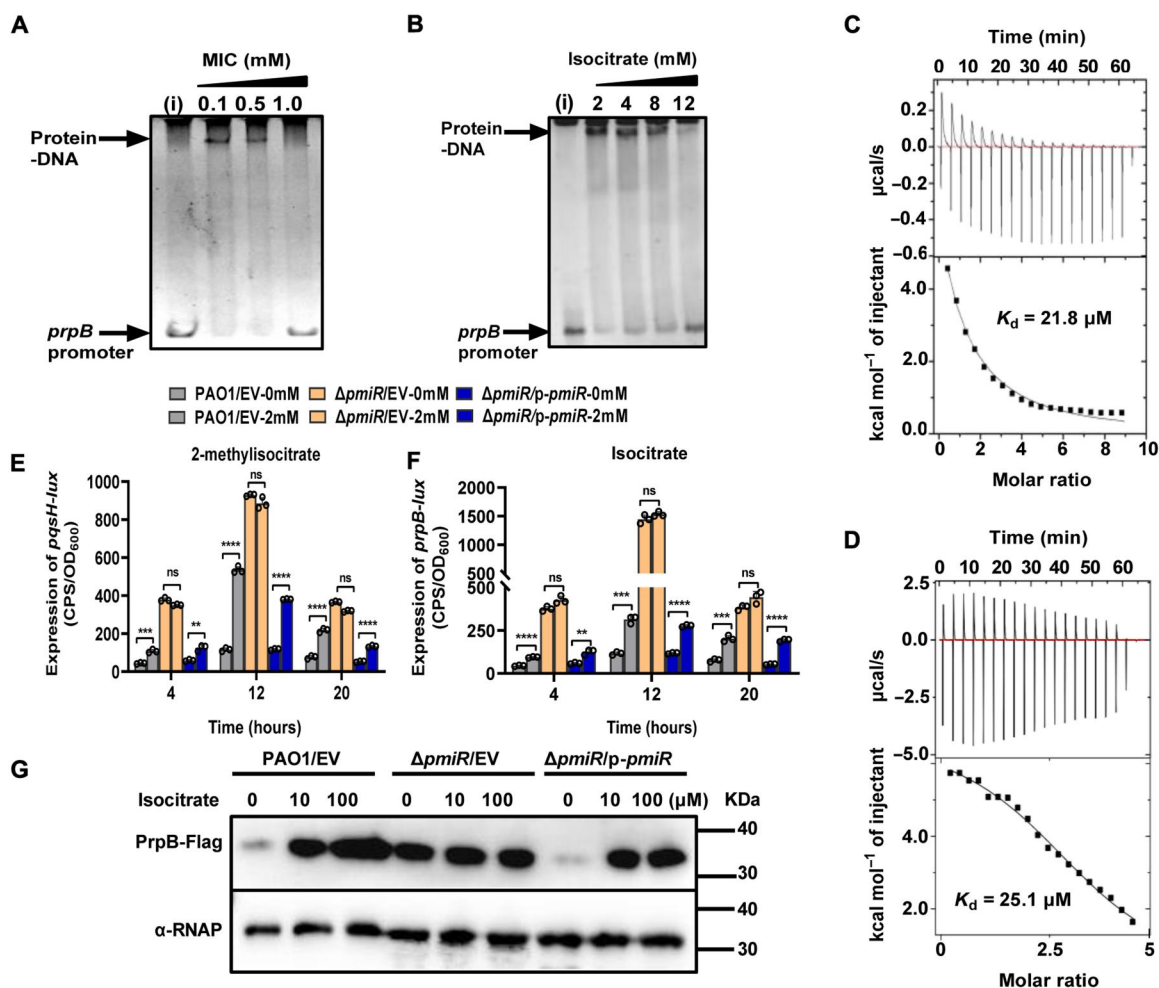 A
MIC (mM)
(i) 0.1 0.5 1.0
Protein
-DNA
prpB
promoter
B
Isocitrate (mM)
(i) 2 4 8 12
Protein
-DNA
prpB
promoter
C
Time (min)
0 10 20 30 40 50 60
µcal/s
0.2
0.0
−0.2
−0.4
−0.6
kcal mol⁻¹ of injectant
4.0
2.0
0.0
Kd = 21.8 µM
0 2 4 6 8 10
Molar ratio
PAO1/EV-0mM ΔpmiR/EV-0mM ΔpmiR/p-pmiR-0mM
PAO1/EV-2mM ΔpmiR/EV-2mM ΔpmiR/p-pmiR-2mM
E
2-methylisocitrate
Expression of pqsH-lux
(CPS/OD600)
1000
800
600
400
200
0
*** ns **
**** ns ****
**** ns ****
4 12 20
Time (hours)
F
Isocitrate
Expression of prpB-lux
(CPS/OD600)
2000
1500
1000
500
500
250
0
**** ns **
*** ns ****
*** ns ****
4 12 20
Time (hours)
D
Time (min)
0 10 20 30 40 50 60
µcal/s
2.5
0.0
−2.5
−5.0
kcal mol⁻¹ of injectant
4.0
2.0
Kd = 25.1 µM
0 2.5 5
Molar ratio
G
PAO1/EV ΔpmiR/EV ΔpmiR/p-pmiR
Isocitrate 0 10 100 0 10 100 0 10 100 (µM) KDa
PrpB-Flag
40
30
α-RNAP
40
30